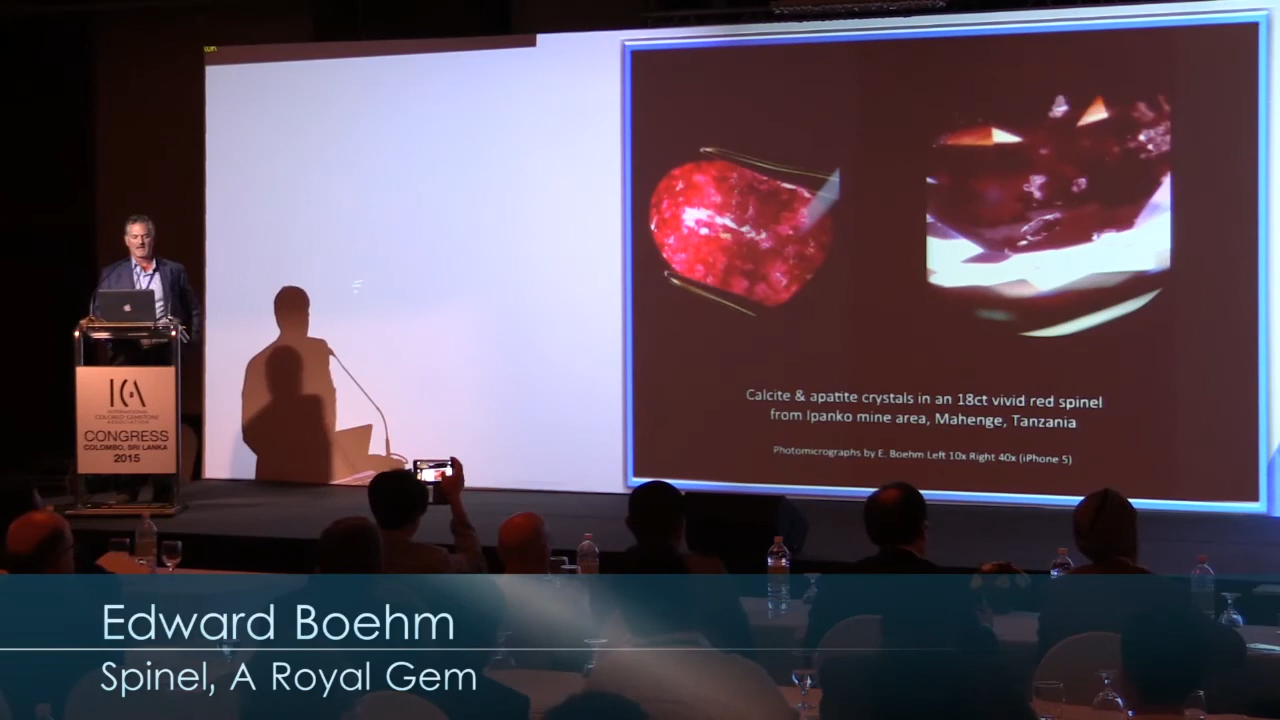 ICA
INTERNATIONAL
COLORED GEMSTONE
ASSOCIATION
CONGRESS
COLOMBO, SRI LANKA
2015
Calcite & apatite crystals in an 18ct vivid red spinel
from Ipanko mine area, Mahenge, Tanzania
Photomicrographs by E. Boehm Left 10x Right 40x (iPhone 5)
Edward Boehm
Spinel, A Royal Gem